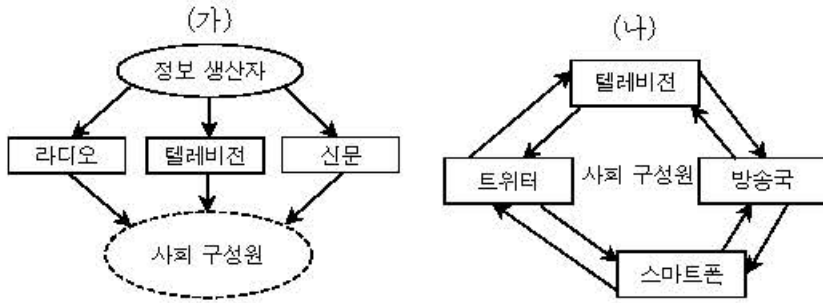 (가)
정보 생산자
라디오
텔레비전
신문
사회 구성원
(나)
텔레비전
트위터
사회 구성원
방송국
스마트폰